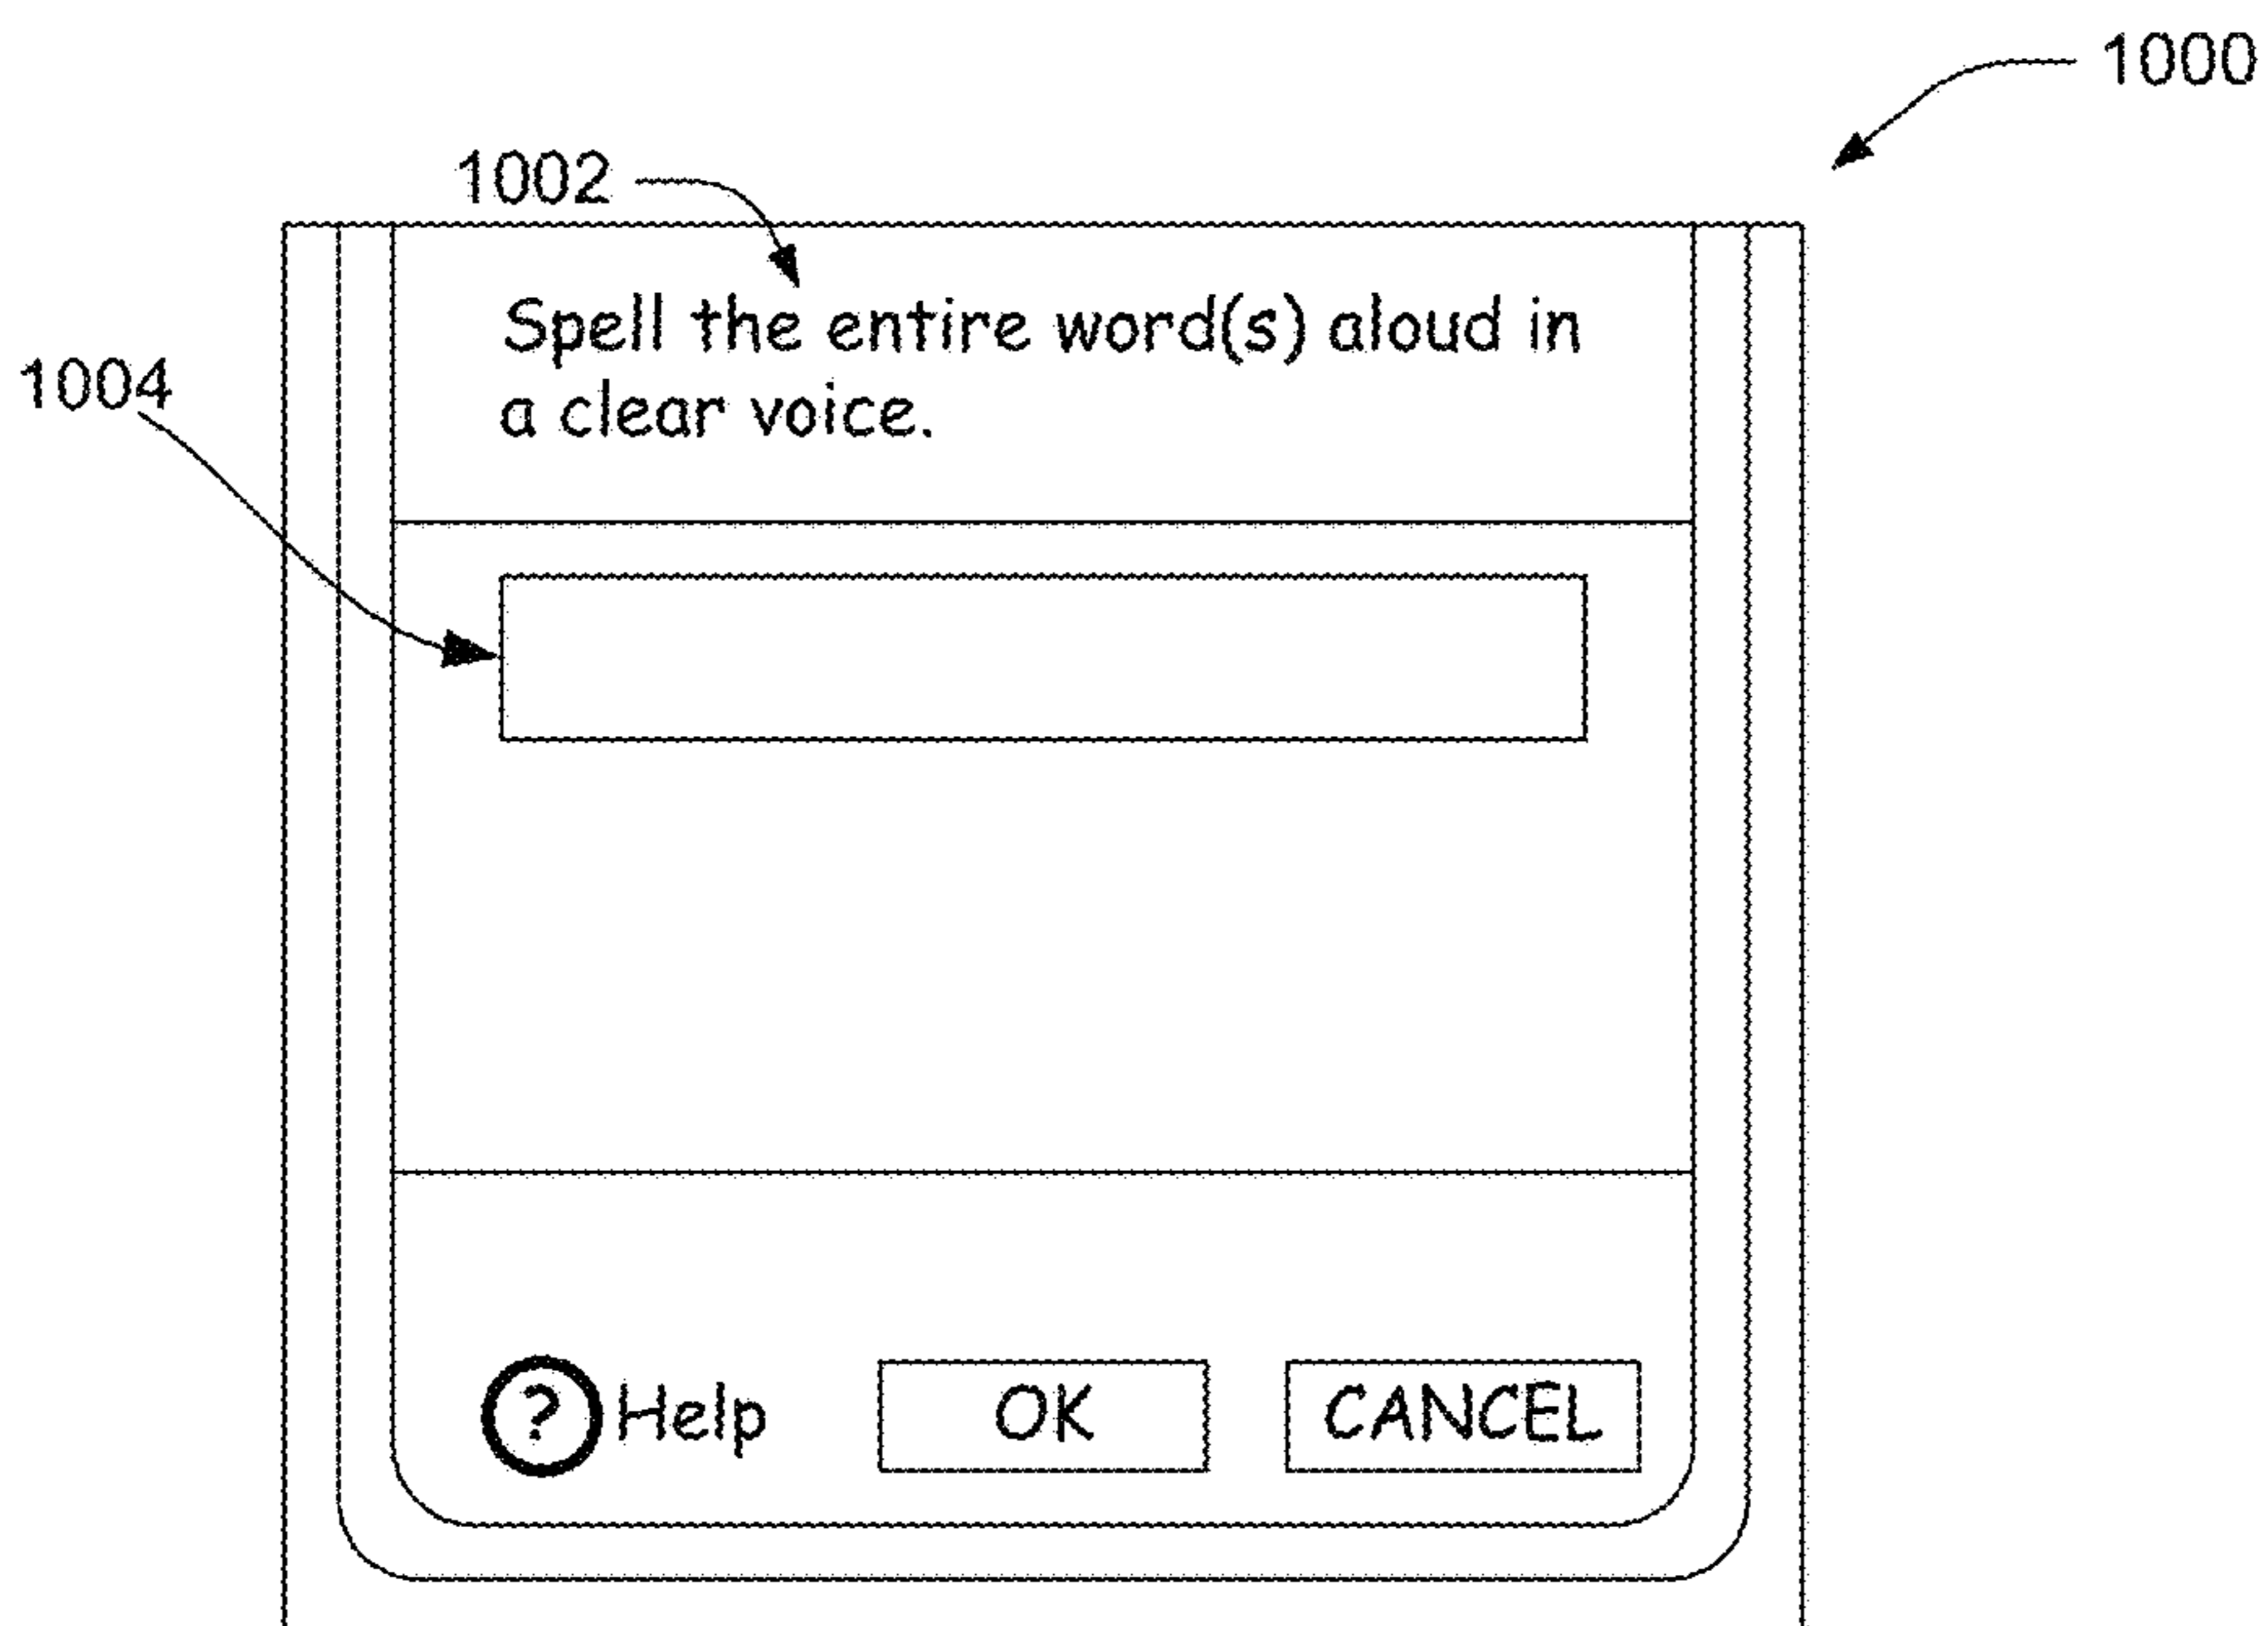 1000
1002
Spell the entire word(s) aloud in
a clear voice.
1004
? Help OK CANCEL